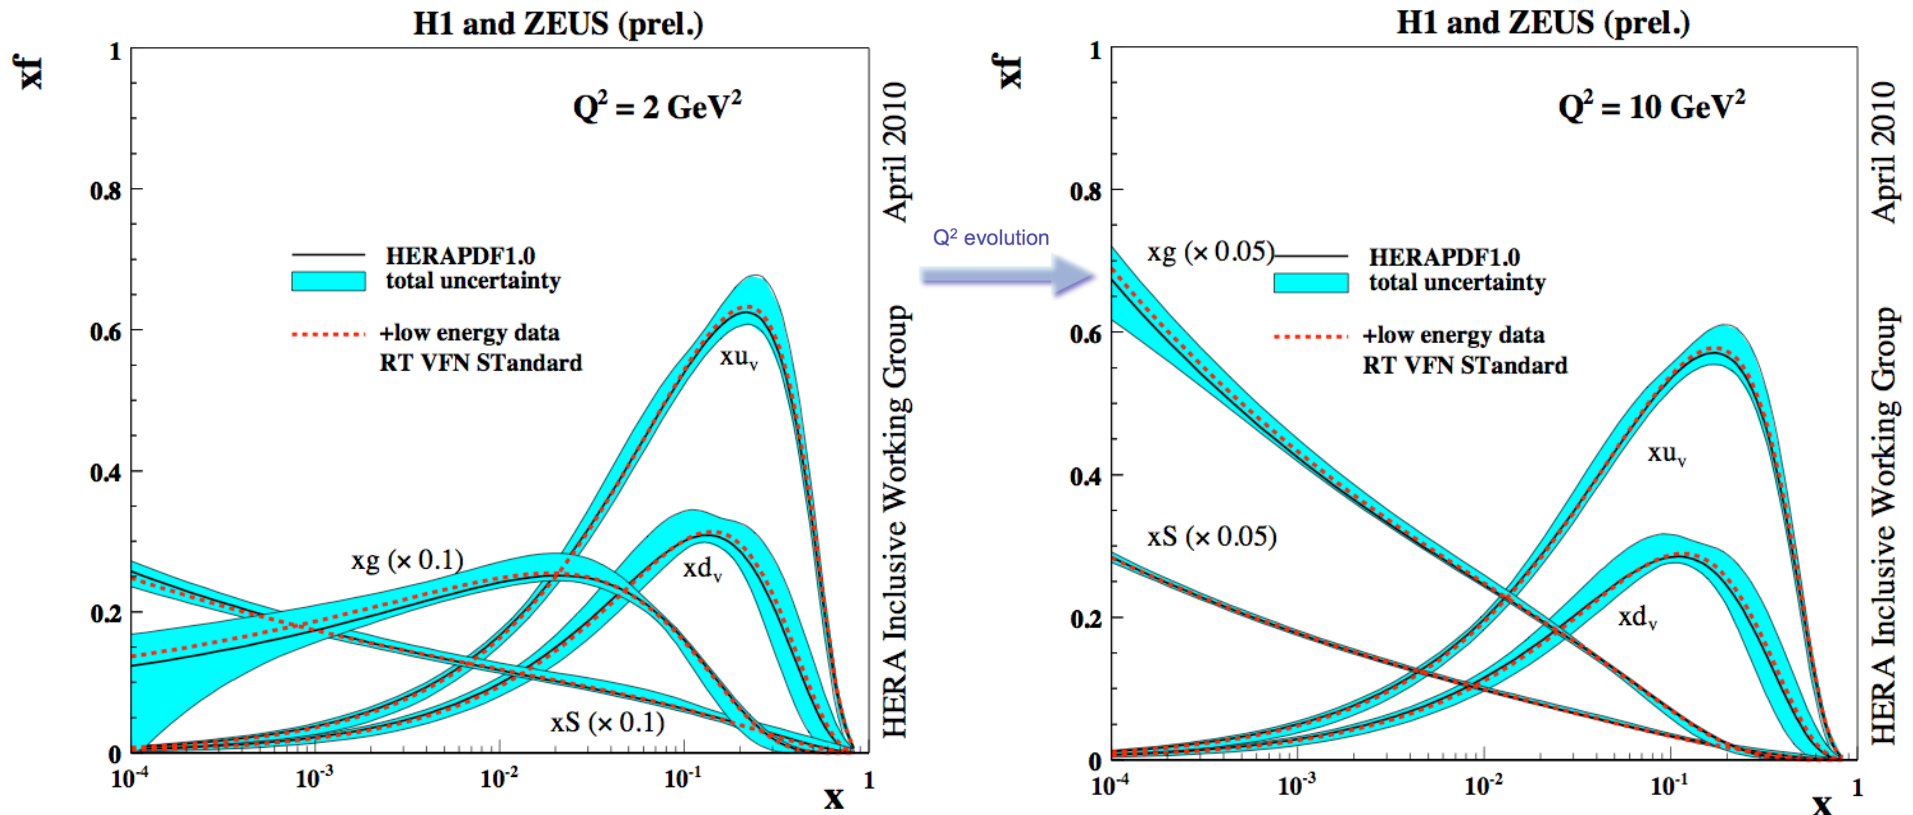 H1 and ZEUS (prel.)
xf
Q² = 2 GeV²
1
0.8
0.6
0.4
0.2
0
HERAPDF1.0
total uncertainty
+low energy data
RT VFN STandard
xuᵥ
xg (× 0.1)
xdᵥ
xS (× 0.1)
10⁻⁴
10⁻³
10⁻²
10⁻¹
1
x
HERA Inclusive Working Group April 2010
Q² evolution
H1 and ZEUS (prel.)
xf
Q² = 10 GeV²
1
0.8
0.6
0.4
0.2
0
xg (× 0.05)
HERAPDF1.0
total uncertainty
+low energy data
RT VFN STandard
xuᵥ
xS (× 0.05)
xdᵥ
10⁻⁴
10⁻³
10⁻²
10⁻¹
1
x
HERA Inclusive Working Group April 2010